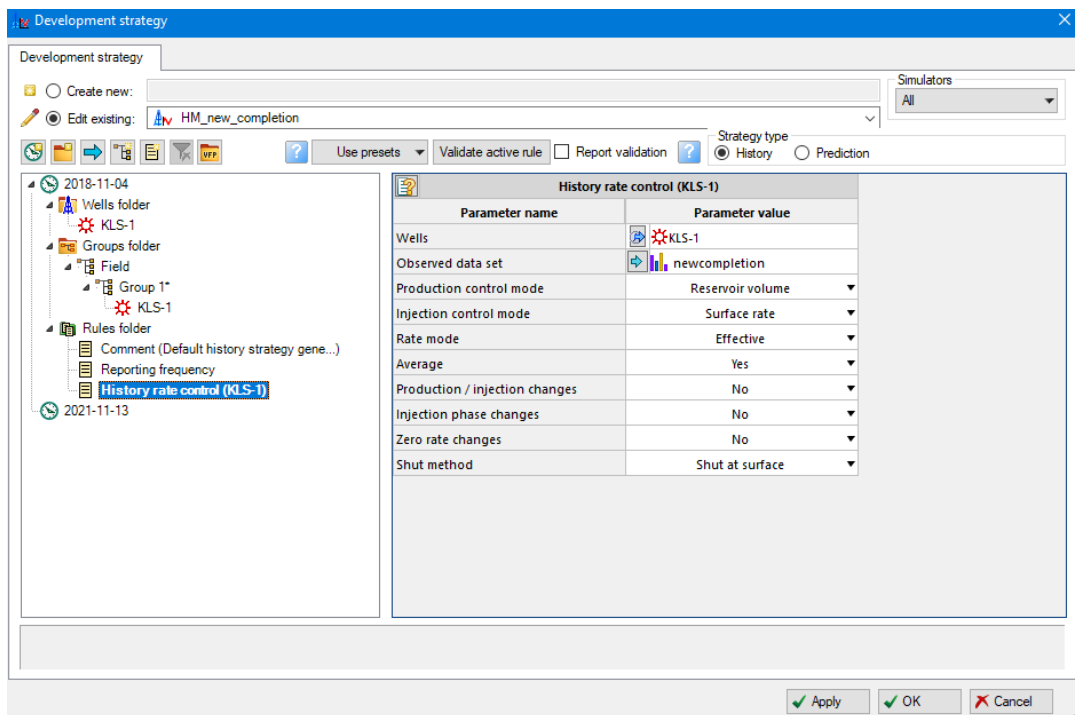 Development strategy
Development strategy
Create new:
Simulators
All
Edit existing: HM_new_completion
Strategy type
VFP ? Use presets Validate active rule Report validation ? History Prediction
2018-11-04
Wells folder
KLS-1
Groups folder
Field
Group 1*
KLS-1
Rules folder
Comment (Default history strategy gene...)
Reporting frequency
History rate control (KLS-1)
2021-11-13
History rate control (KLS-1)
Parameter name Parameter value
Wells KLS-1
Observed data set newcompletion
Production control mode Reservoir volume
Injection control mode Surface rate
Rate mode Effective
Average Yes
Production / injection changes No
Injection phase changes No
Zero rate changes No
Shut method Shut at surface
Apply OK Cancel